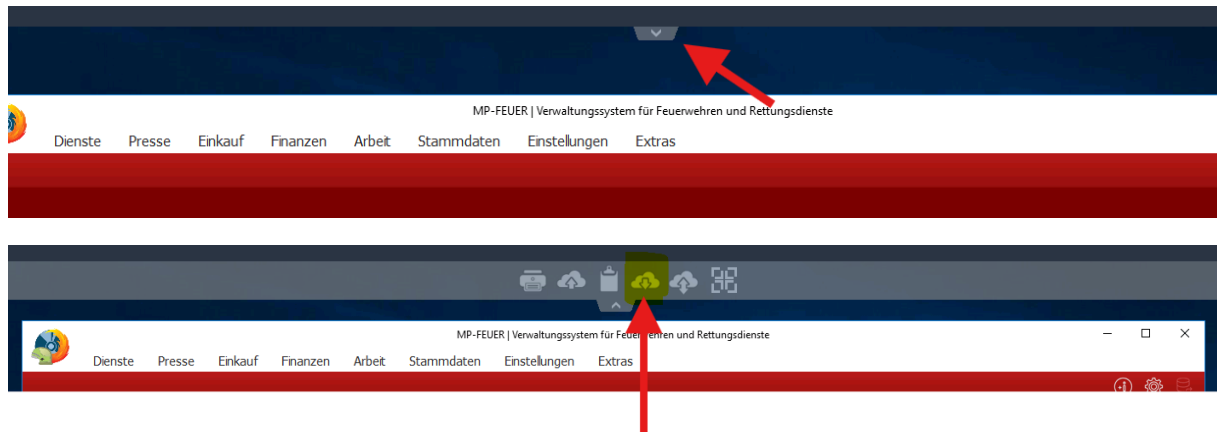 MP-FEUER | Verwaltungssystem für Feuerwehren und Rettungsdienste
Dienste Presse Einkauf Finanzen Arbeit Stammdaten Einstellungen Extras
MP-FEUER | Verwaltungssystem für Feuerwehren und Rettungsdienste
Dienste Presse Einkauf Finanzen Arbeit Stammdaten Einstellungen Extras